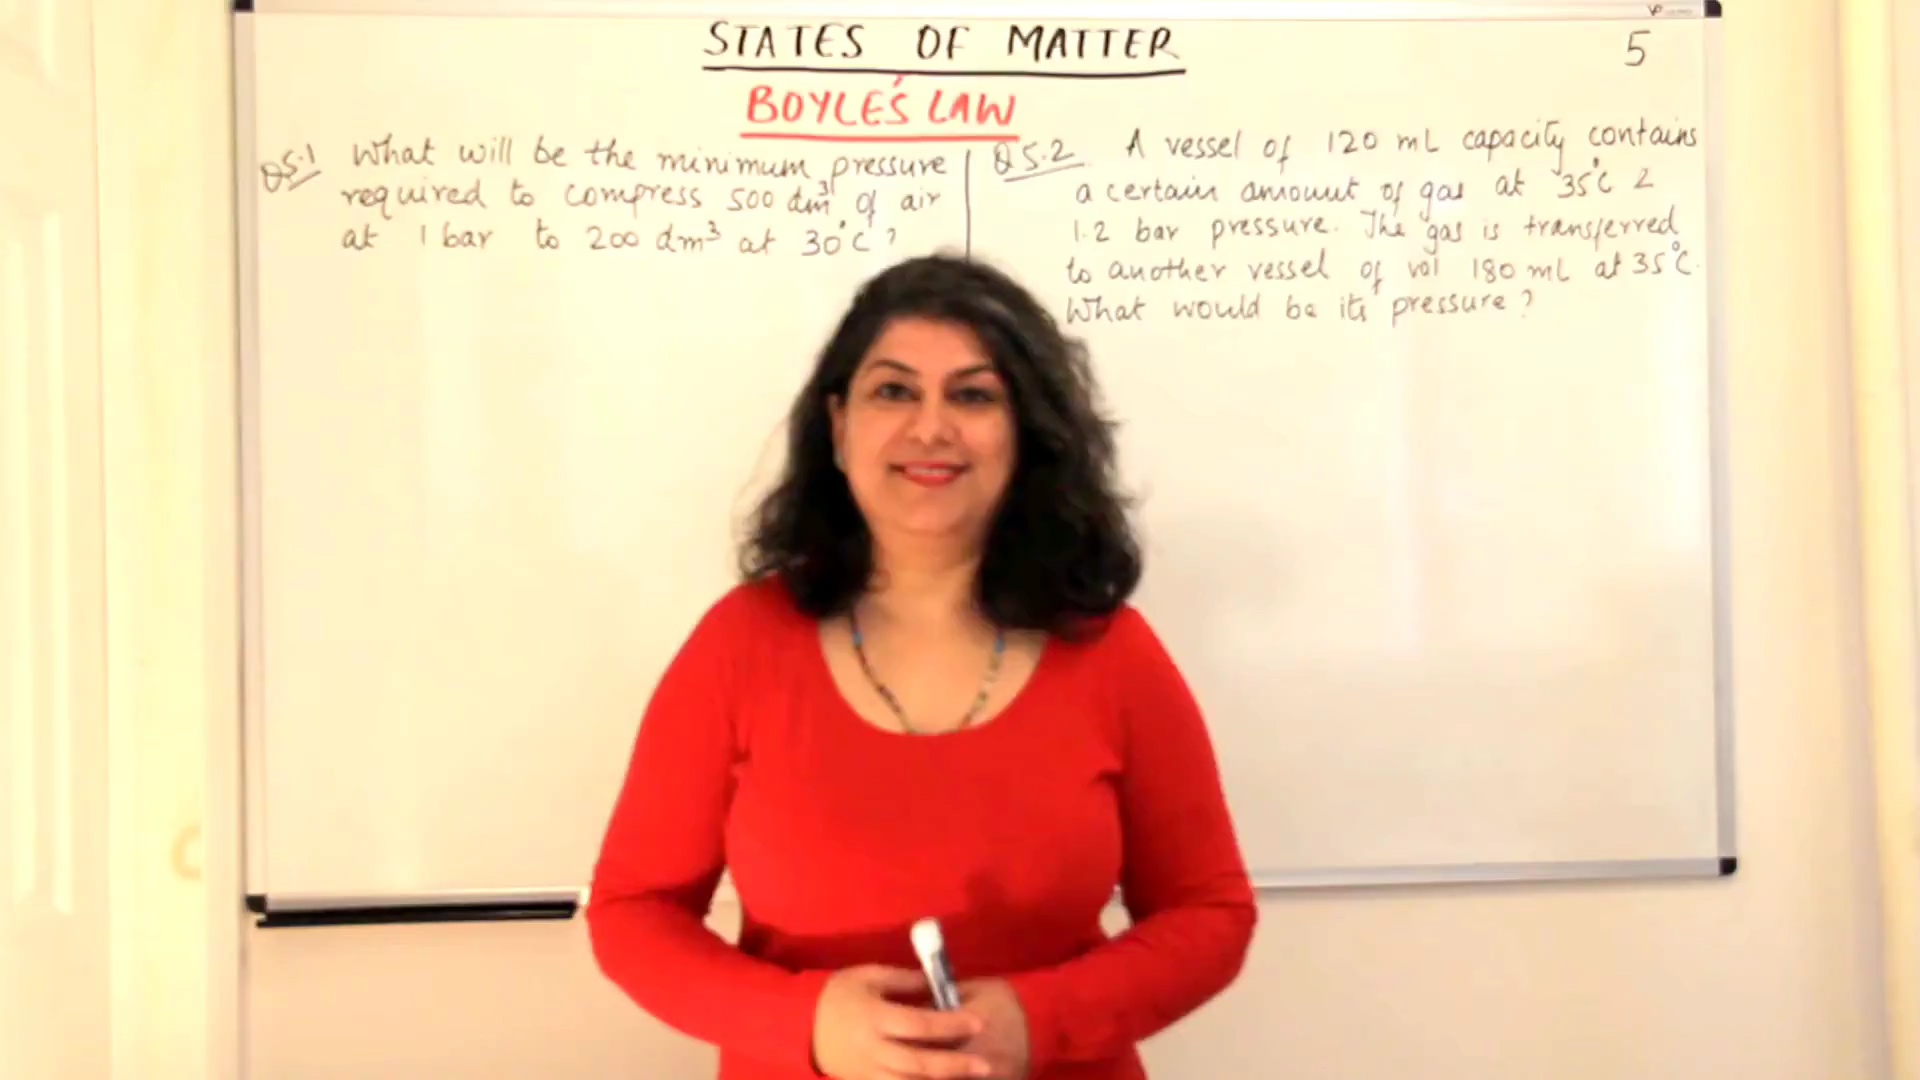 STATES OF MATTER
5
BOYLE'S LAW
Q 5.1 What will be the minimum pressure
required to compress 500 dm³ of air
at 1 bar to 200 dm³ at 30°C?
Q 5.2 A vessel of 120 mL capacity contains
a certain amount of gas at 35°C &
1.2 bar pressure. The gas is transferred
to another vessel of vol 180 mL at 35°C.
What would be its pressure?